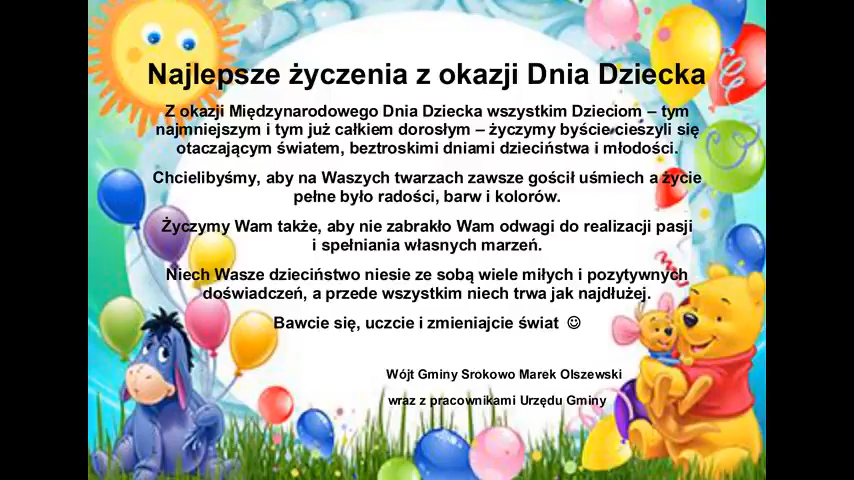 Najlepsze życzenia z okazji Dnia Dziecka
Z okazji Międzynarodowego Dnia Dziecka wszystkim Dzieciom – tym
najmniejszym i tym już całkiem dorosłym – życzymy byście cieszyli się
otaczającym światem, beztroskimi dniami dzieciństwa i młodości.
Chcielibyśmy, aby na Waszych twarzach zawsze gościł uśmiech a życie
pełne było radości, barw i kolorów.
Życzymy Wam także, aby nie zabrakło Wam odwagi do realizacji pasji
i spełniania własnych marzeń.
Niech Wasze dzieciństwo niesie ze sobą wiele miłych i pozytywnych
doświadczeń, a przede wszystkim niech trwa jak najdłużej.
Bawcie się, uczcie i zmieniajcie świat ☺
Wójt Gminy Srokowo Marek Olszewski
wraz z pracownikami Urzędu Gminy